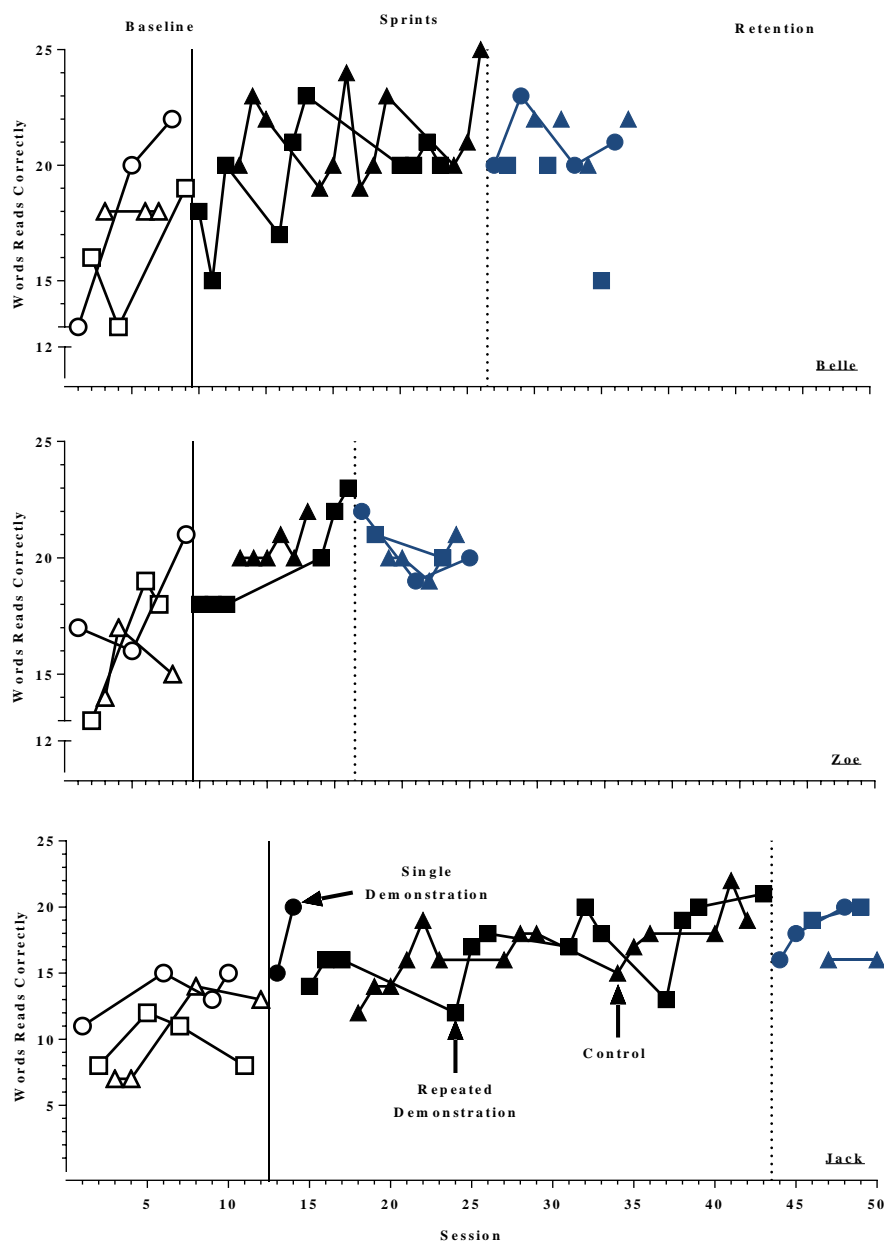 Baseline
Sprints
Retention
25
20
15
12
Words Reads Correctly
Belle
25
20
15
12
Words Reads Correctly
Zoe
25
20
15
10
5
Words Reads Correctly
Single
Demonstration
Control
Repeated
Demonstration
Jack
5 10 15 20 25 30 35 40 45 50
Session